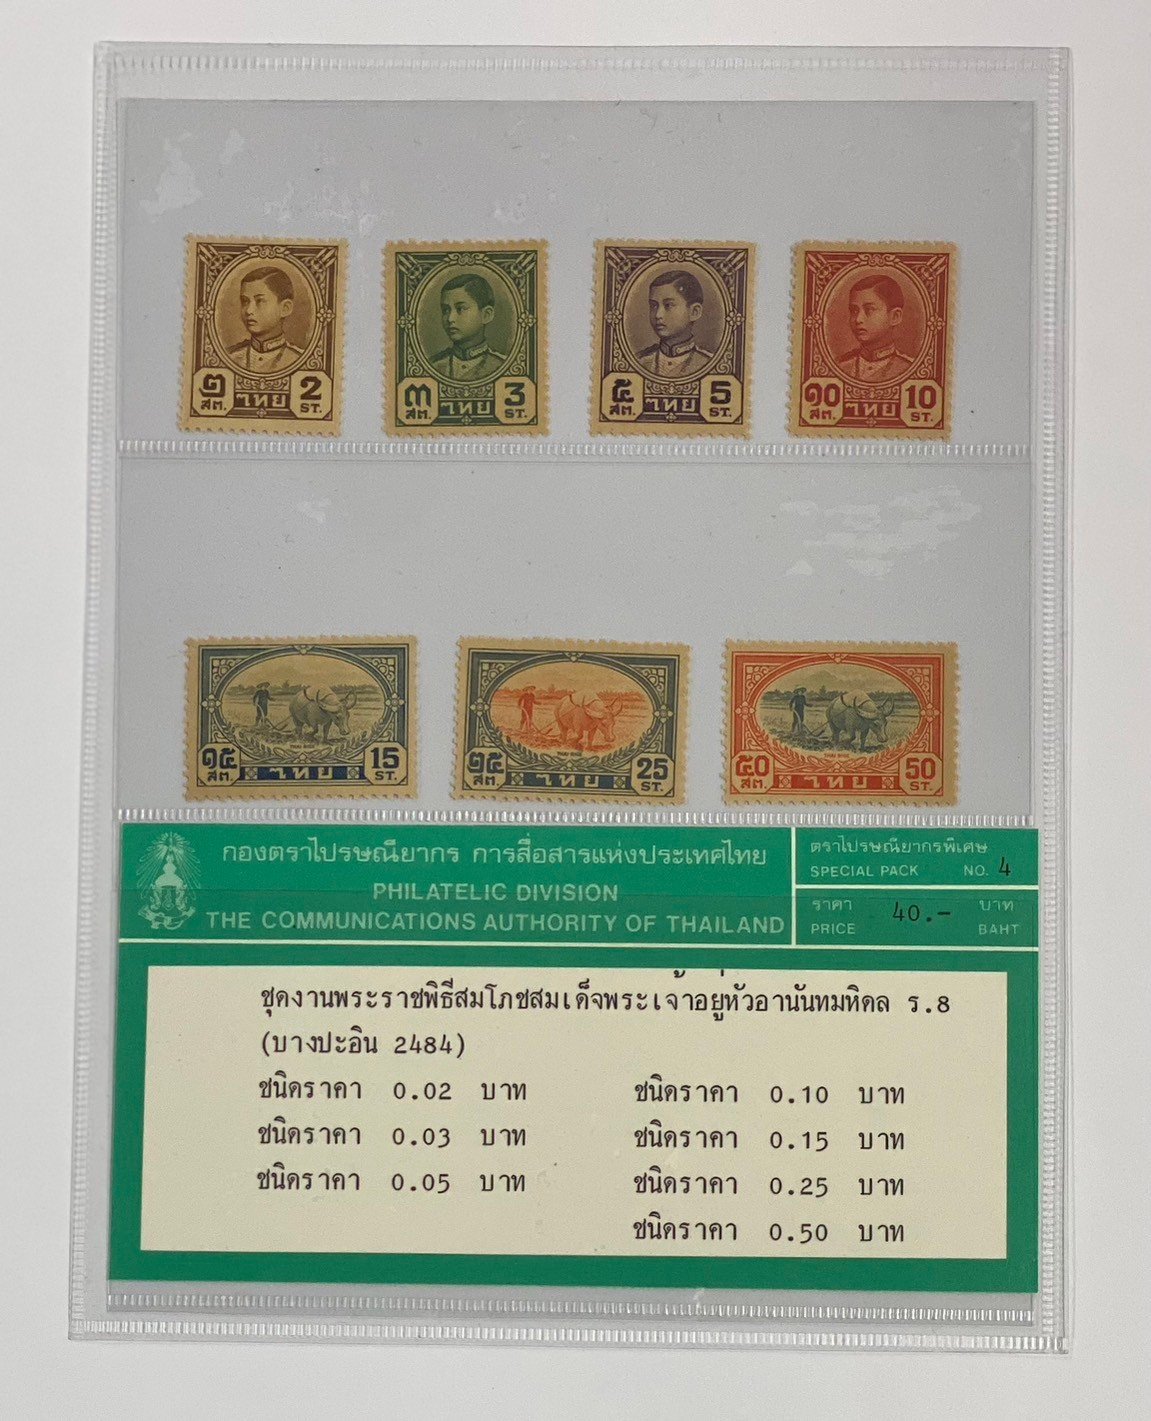 ๒ 2
สต. ไทย ST.
๓ 3
สต. ไทย ST.
๕ 5
สต. ไทย ST.
๑๐ 10
สต. ไทย ST.
๑๕ 15
สต. ไทย ST.
๒๕ 25
สต. ไทย ST.
๕๐ 50
สต. ไทย ST.
กองตราไปรษณียากร การสื่อสารแห่งประเทศไทย
PHILATELIC DIVISION
THE COMMUNICATIONS AUTHORITY OF THAILAND
ตราไปรษณียากรพิเศษ
SPECIAL PACK NO. 4
ราคา 40.- บาท
PRICE BAHT
ชุดงานพระราชพิธีสมโภชสมเด็จพระเจ้าอยู่หัวอานันทมหิดล ร.8
(บางปะอิน 2484)
ชนิดราคา 0.02 บาท ชนิดราคา 0.10 บาท
ชนิดราคา 0.03 บาท ชนิดราคา 0.15 บาท
ชนิดราคา 0.05 บาท ชนิดราคา 0.25 บาท
ชนิดราคา 0.50 บาท